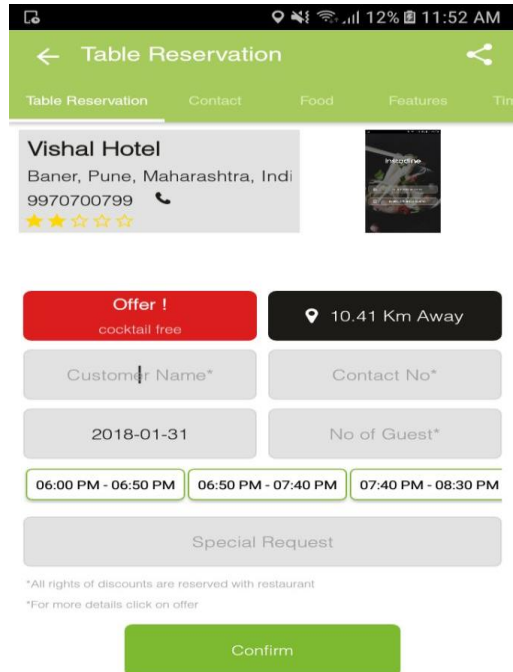 12% 11:52 AM
Table Reservation
Table Reservation Contact Food Features Tin
Vishal Hotel
Baner, Pune, Maharashtra, Indi
9970700799
Instadine
Offer !
cocktail free
10.41 Km Away
Customer Name* Contact No*
2018-01-31 No of Guest*
06:00 PM - 06:50 PM 06:50 PM - 07:40 PM 07:40 PM - 08:30 PM
Special Request
*All rights of discounts are reserved with restaurant
*For more details click on offer
Confirm